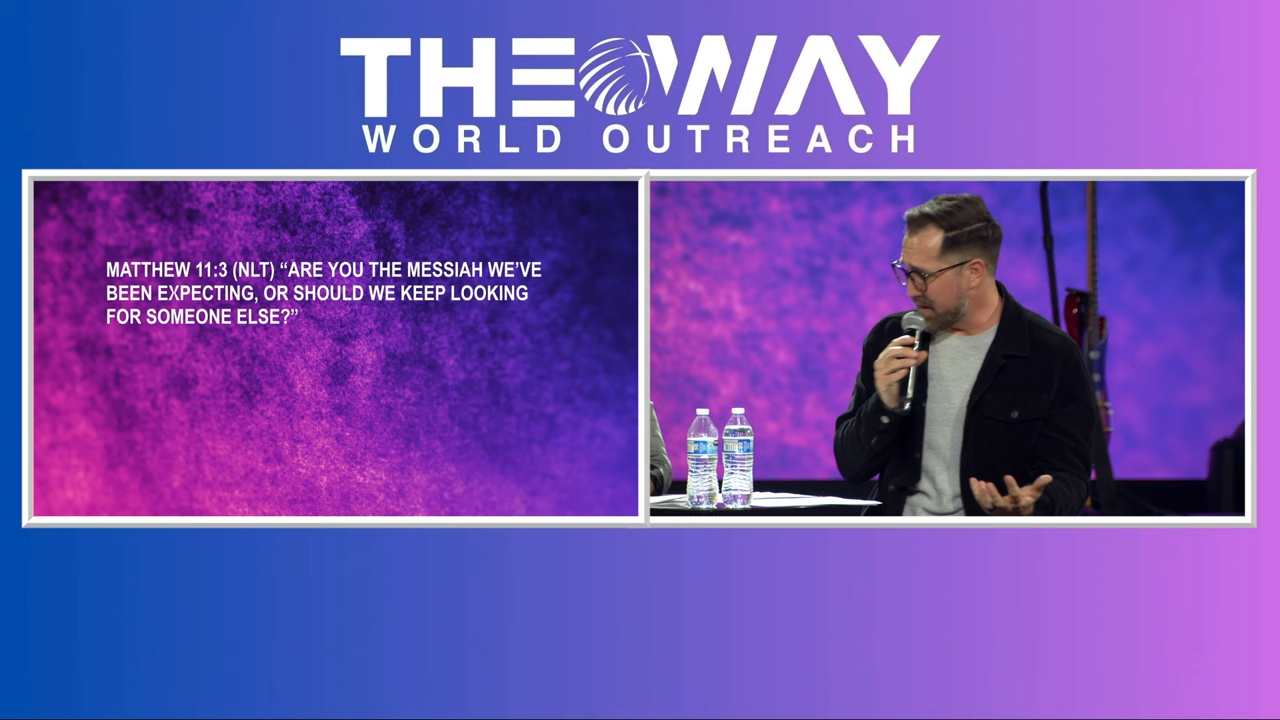 THE WAY
WORLD OUTREACH
MATTHEW 11:3 (NLT) “ARE YOU THE MESSIAH WE’VE
BEEN EXPECTING, OR SHOULD WE KEEP LOOKING
FOR SOMEONE ELSE?”